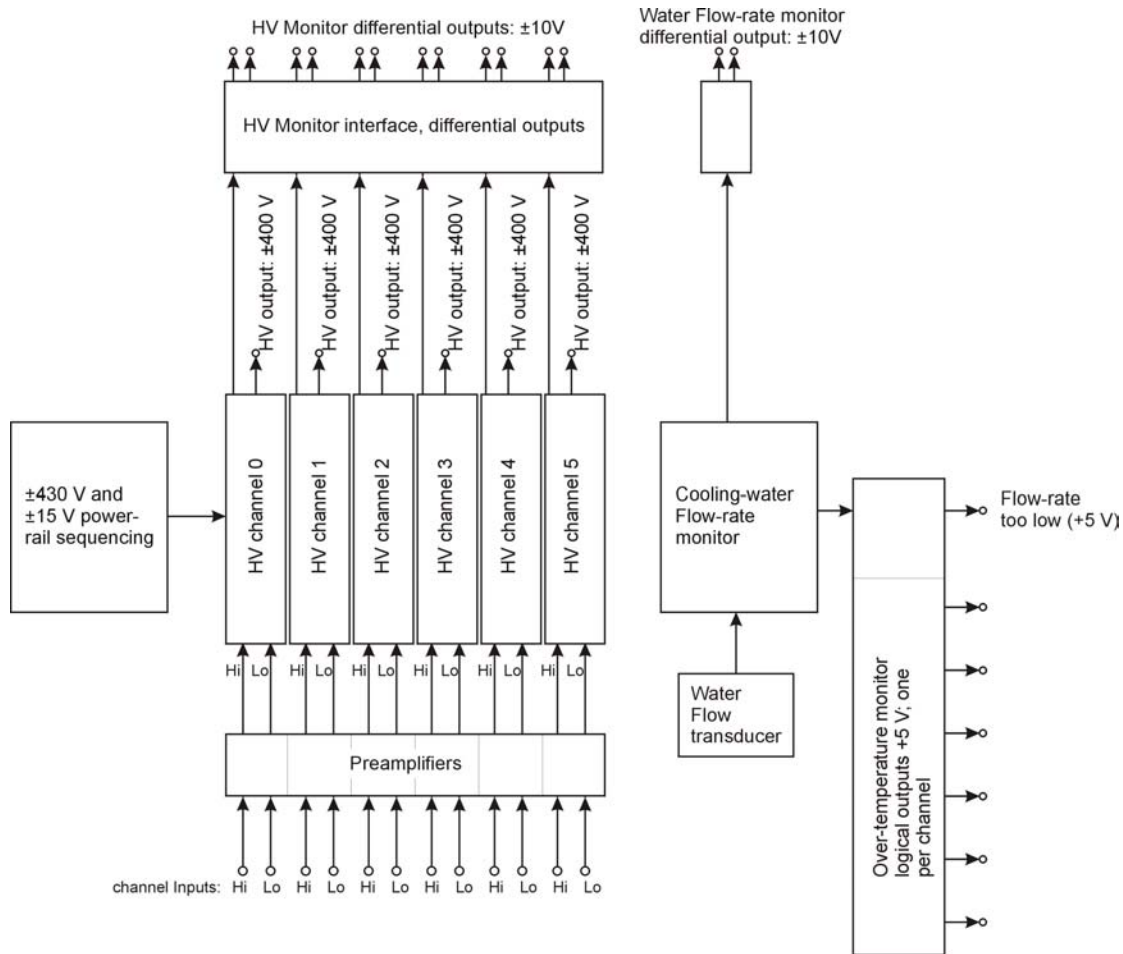 HV Monitor differential outputs: ±10V
Water Flow-rate monitor
differential output: ±10V
HV Monitor interface, differential outputs
HV output: ±400 V
HV output: ±400 V
HV output: ±400 V
HV output: ±400 V
HV output: ±400 V
HV output: ±400 V
±430 V and
±15 V power-
rail sequencing
HV channel 0
HV channel 1
HV channel 2
HV channel 3
HV channel 4
HV channel 5
Cooling-water
Flow-rate
monitor
Flow-rate
too low (+5 V)
Hi Lo Hi Lo Hi Lo Hi Lo Hi Lo Hi Lo
Water
Flow
transducer
Preamplifiers
Over-temperature monitor
logical outputs +5 V; one
per channel
channel Inputs: Hi Lo Hi Lo Hi Lo Hi Lo Hi Lo Hi Lo